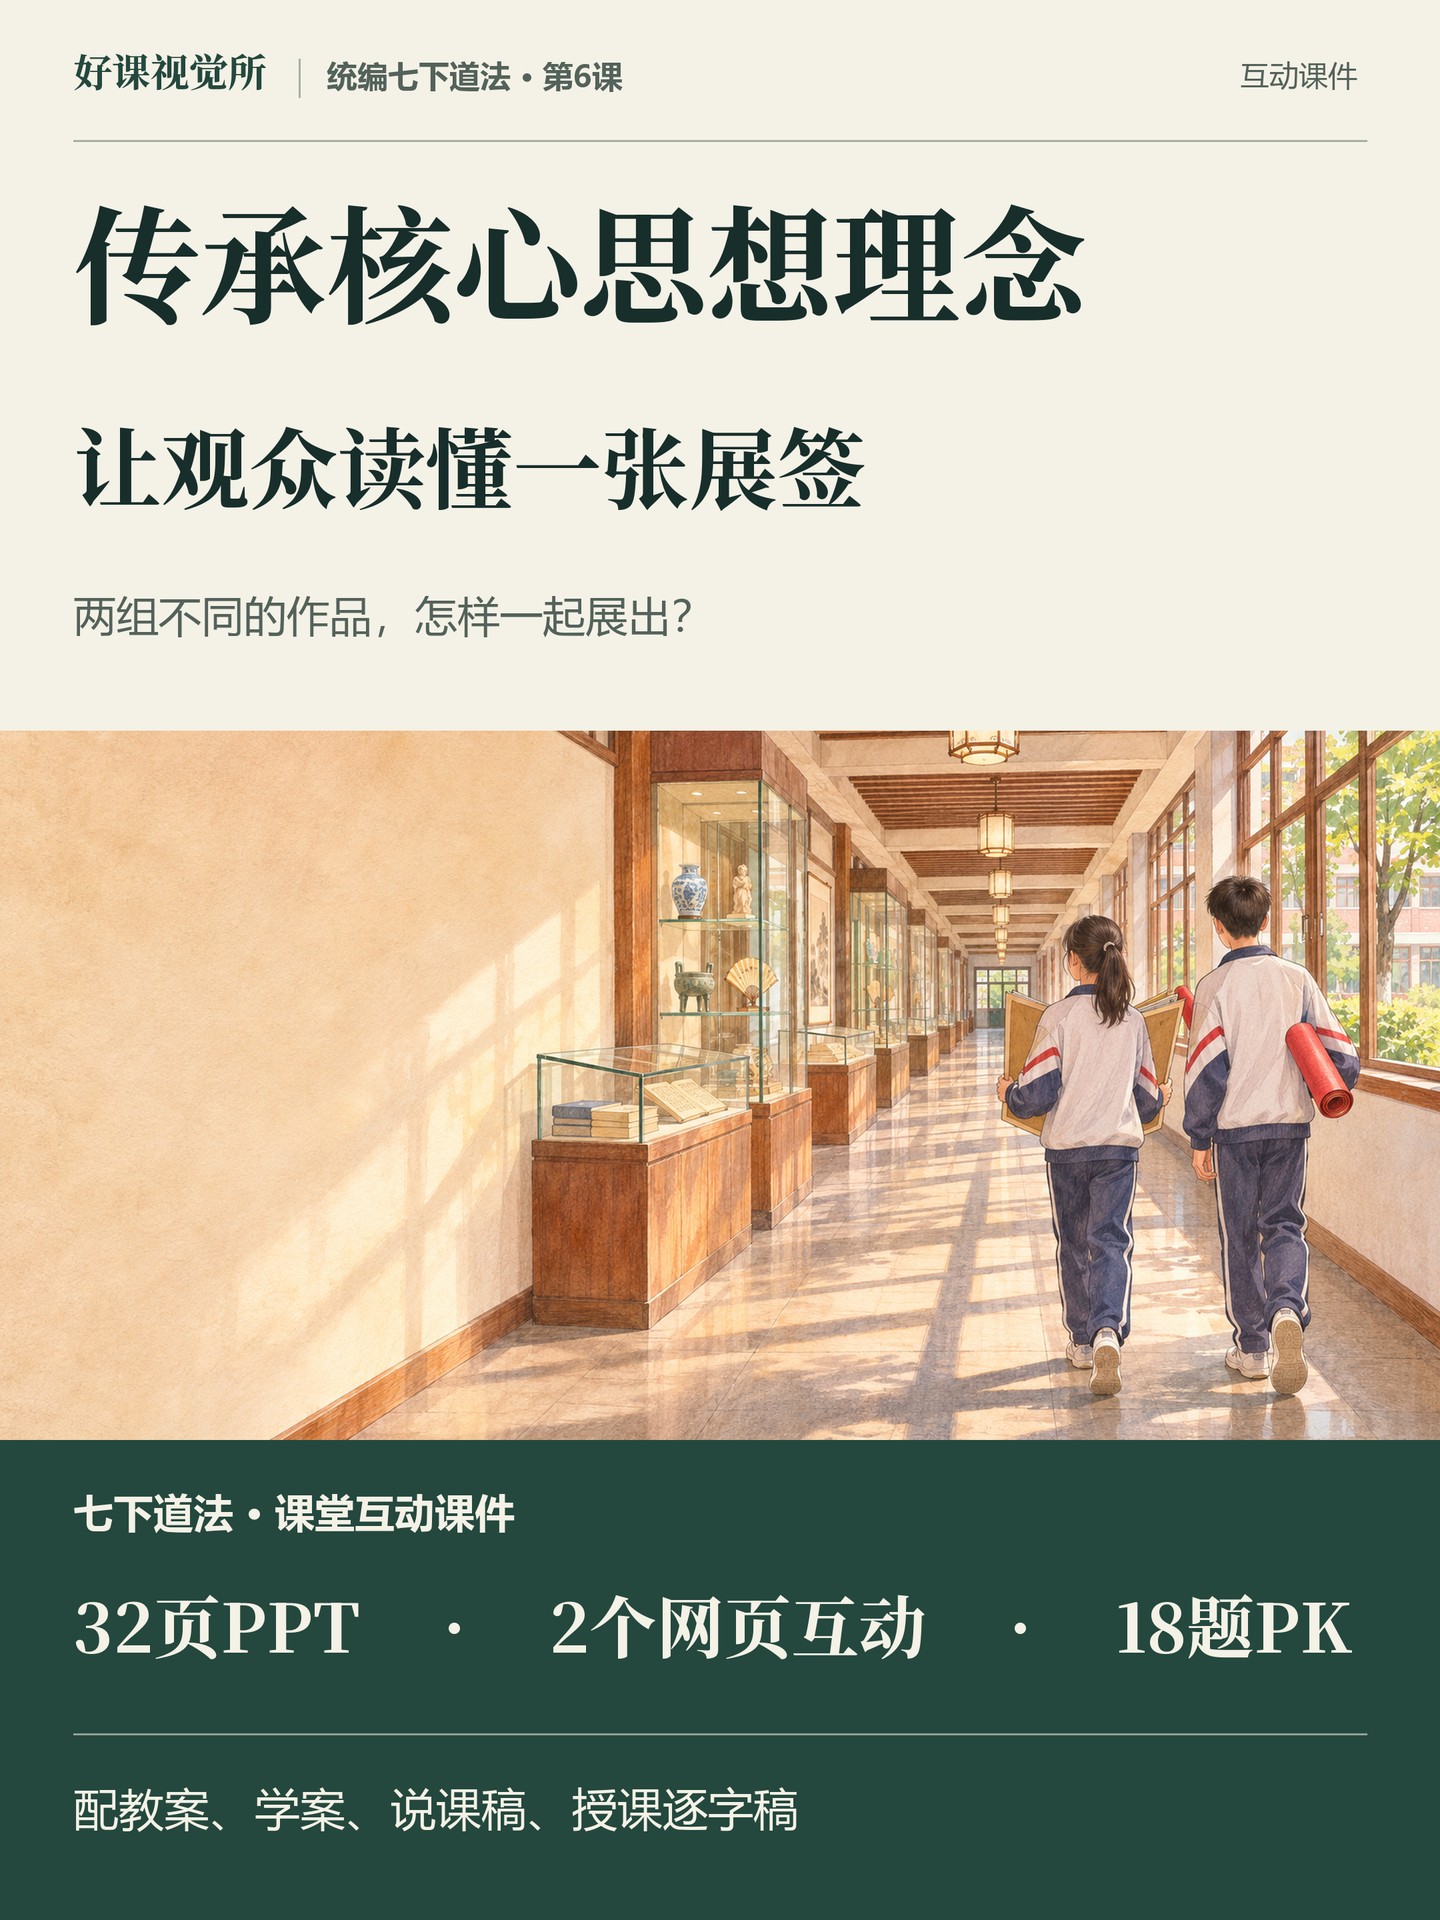 好课视觉所 统编七下道法·第6课 互动课件
传承核心思想理念
让观众读懂一张展签
两组不同的作品，怎样一起展出？
七下道法·课堂互动课件
32页PPT · 2个网页互动 · 18题PK
配教案、学案、说课稿、授课逐字稿